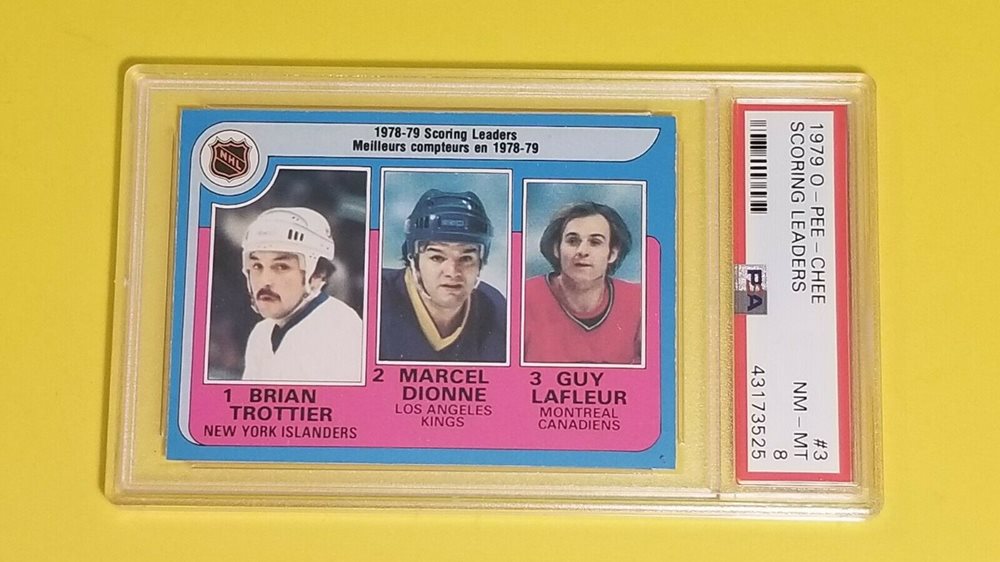 1978-79 Scoring Leaders
Meilleurs compteurs en 1978-79
NHL
1 BRIAN
TROTTIER
NEW YORK ISLANDERS
2 MARCEL
DIONNE
LOS ANGELES
KINGS
3 GUY
LAFLEUR
MONTREAL
CANADIENS
1979 O-PEE-CHEE #3
SCORING LEADERS NM-MT
8
PSA 43173525